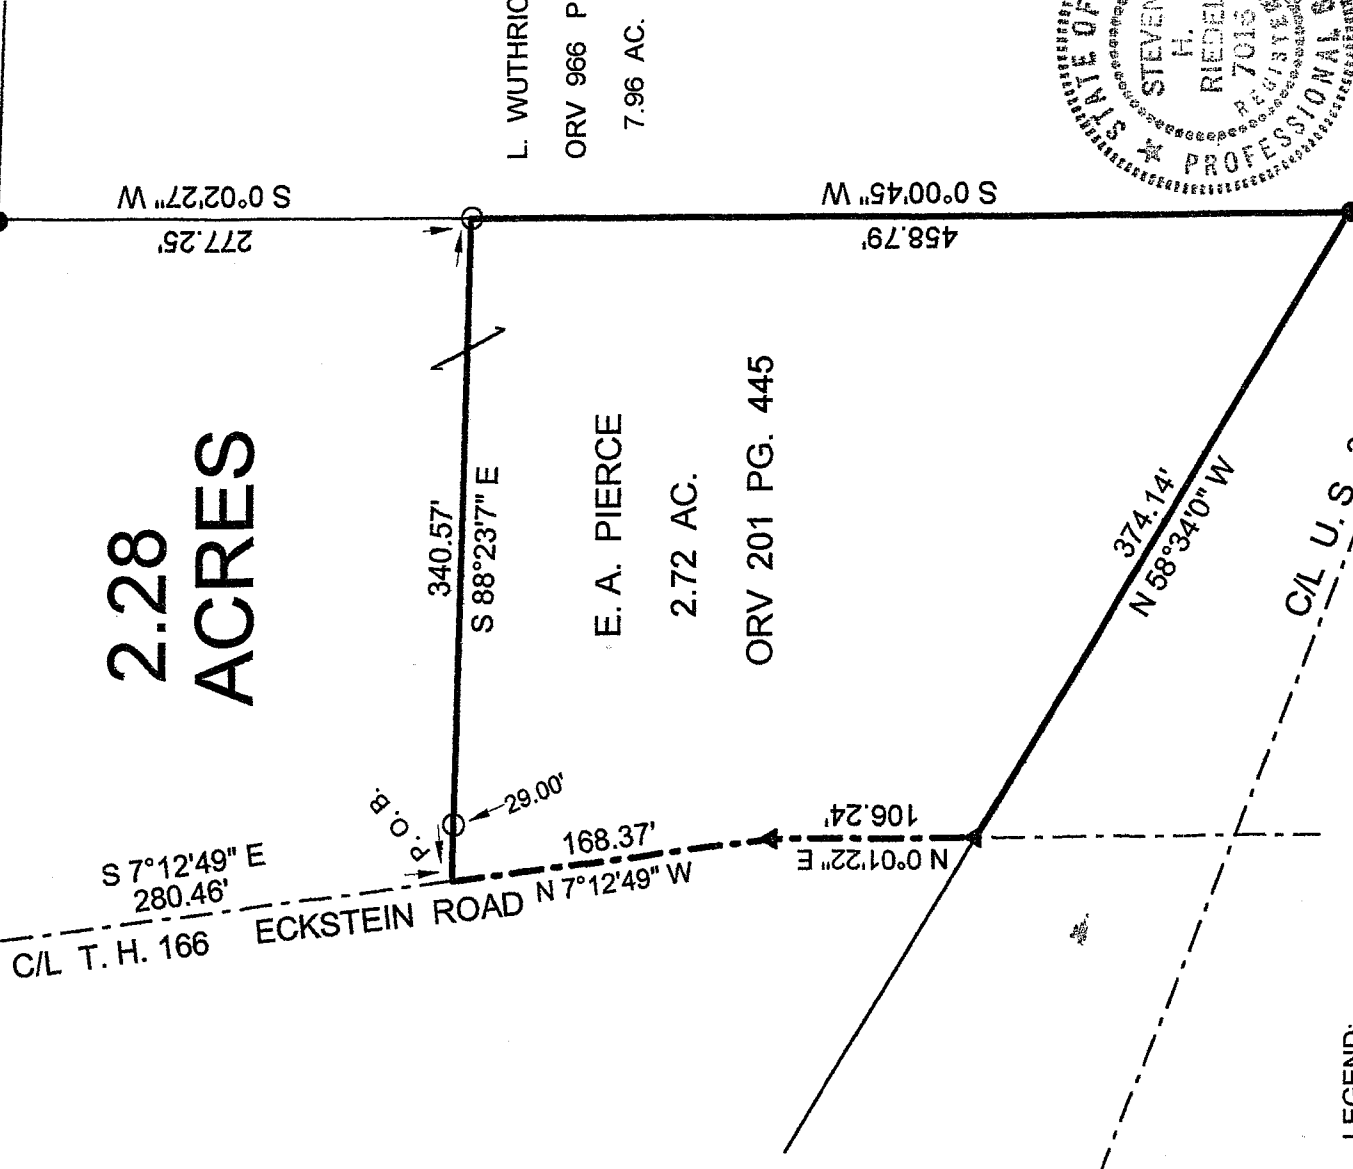 L. WUTHRIC
ORV 966 P
7.96 AC.
STATE OF
STEVEN
H.
RIEDEL
7016
REGISTE
PROFESSIONAL
S 0°02'27" W
277.25'
S 0°00'45" W
458.79'
2.28
ACRES
340.57'
S 88°23'7" E
E. A. PIERCE
2.72 AC.
ORV 201 PG. 445
374.14'
N 58°34'0" W
C/L U. S
P. O. B.
29.00'
S 7°12'49" E
280.46'
168.37'
N 7°12'49" W
106.24'
N 0°01'22" E
C/L T. H. 166 ECKSTEIN ROAD
LEGEND: